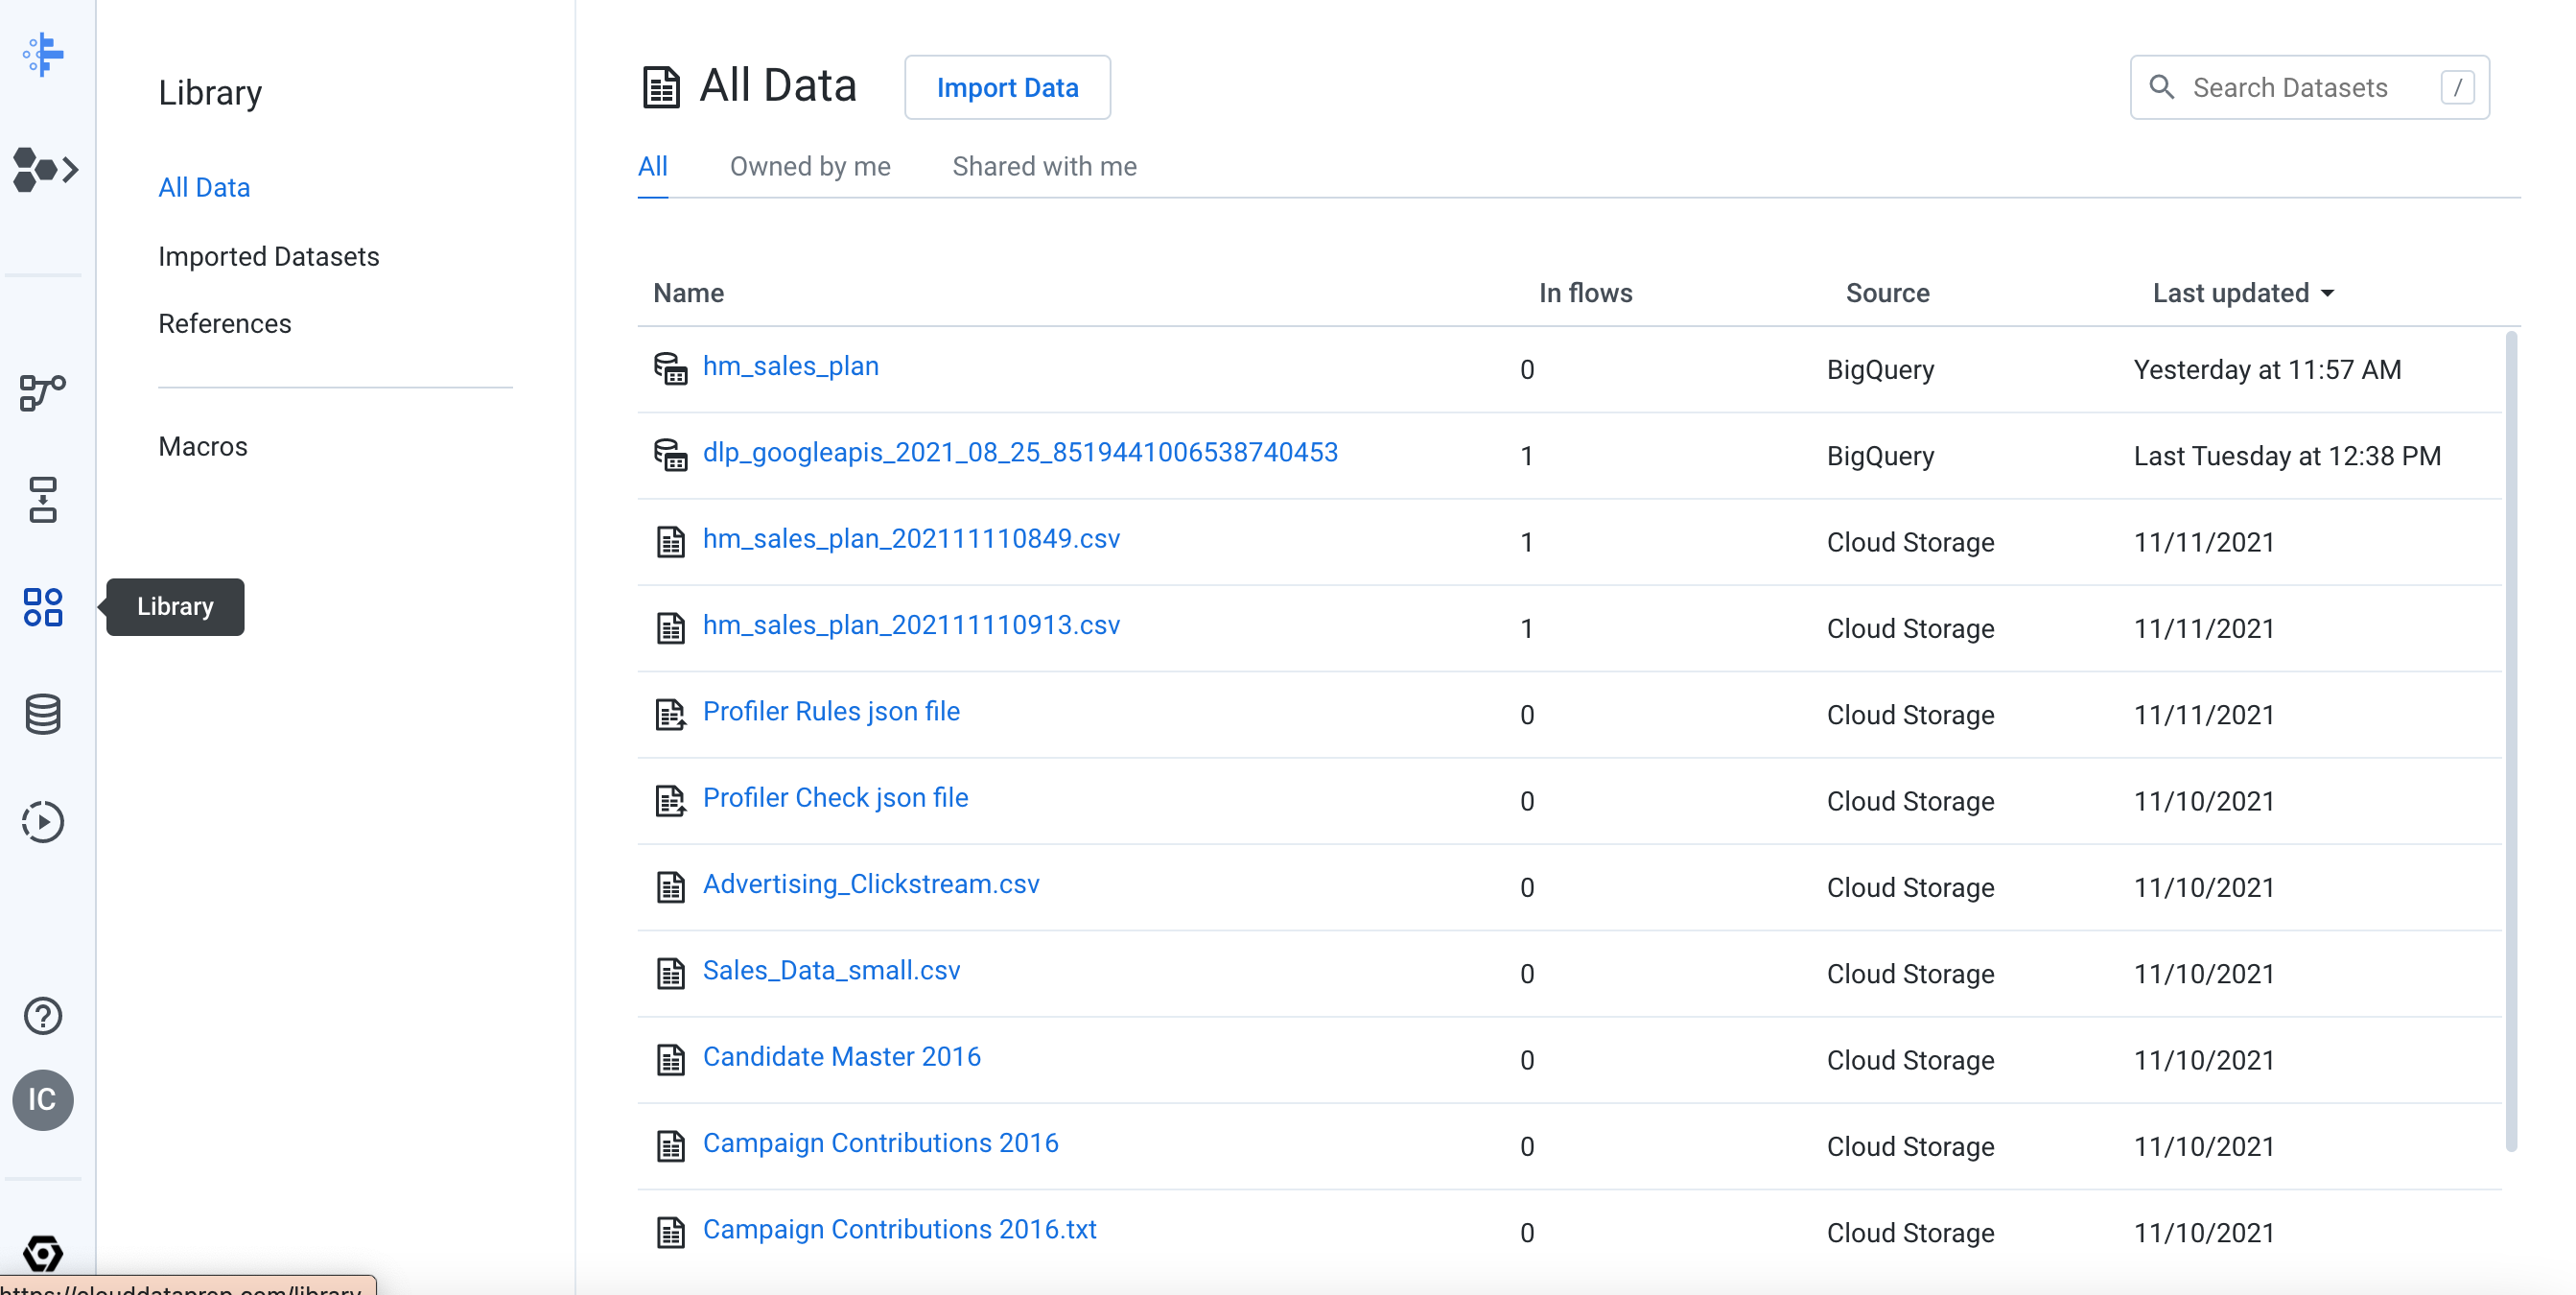 Library
All Data
Imported Datasets
References
Macros
Library
IC
https://clouddataprep.com/library
All Data
Import Data
Search Datasets /
All Owned by me Shared with me
Name In flows Source Last updated
hm_sales_plan 0 BigQuery Yesterday at 11:57 AM
dlp_googleapis_2021_08_25_8519441006538740453 1 BigQuery Last Tuesday at 12:38 PM
hm_sales_plan_202111110849.csv 1 Cloud Storage 11/11/2021
hm_sales_plan_202111110913.csv 1 Cloud Storage 11/11/2021
Profiler Rules json file 0 Cloud Storage 11/11/2021
Profiler Check json file 0 Cloud Storage 11/10/2021
Advertising_Clickstream.csv 0 Cloud Storage 11/10/2021
Sales_Data_small.csv 0 Cloud Storage 11/10/2021
Candidate Master 2016 0 Cloud Storage 11/10/2021
Campaign Contributions 2016 0 Cloud Storage 11/10/2021
Campaign Contributions 2016.txt 0 Cloud Storage 11/10/2021